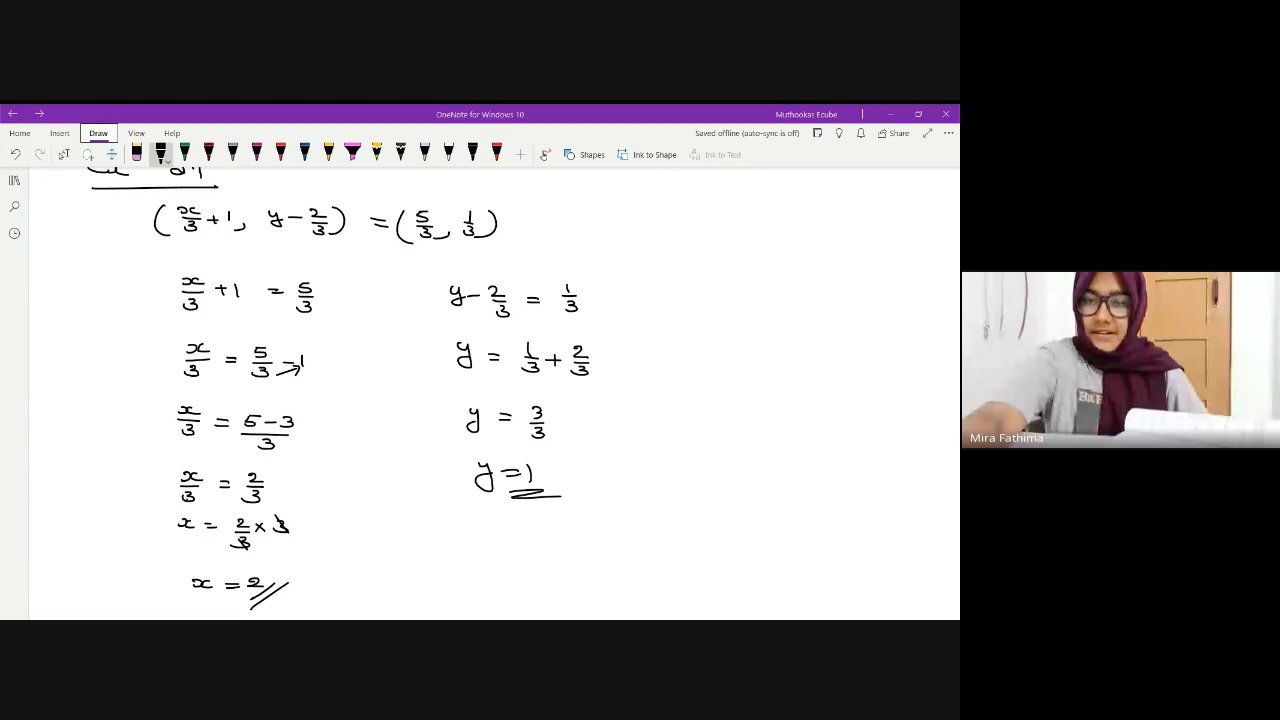 OneNote for Windows 10
Muthookas Ecube
Home Insert Draw View Help
Saved offline (auto-sync is off)
Share
Shapes
Ink to Shape
Ink to Text
(x/3 + 1, y − 2/3) = (5/3, 1/3)
x/3 + 1 = 5/3
y − 2/3 = 1/3
x/3 = 5/3 → 1
y = 1/3 + 2/3
x/3 = 5 − 3/3
y = 3/3
x/3 = 2/3
y = 1
x = 2/3 × 3
x = 2
Mira Fathima